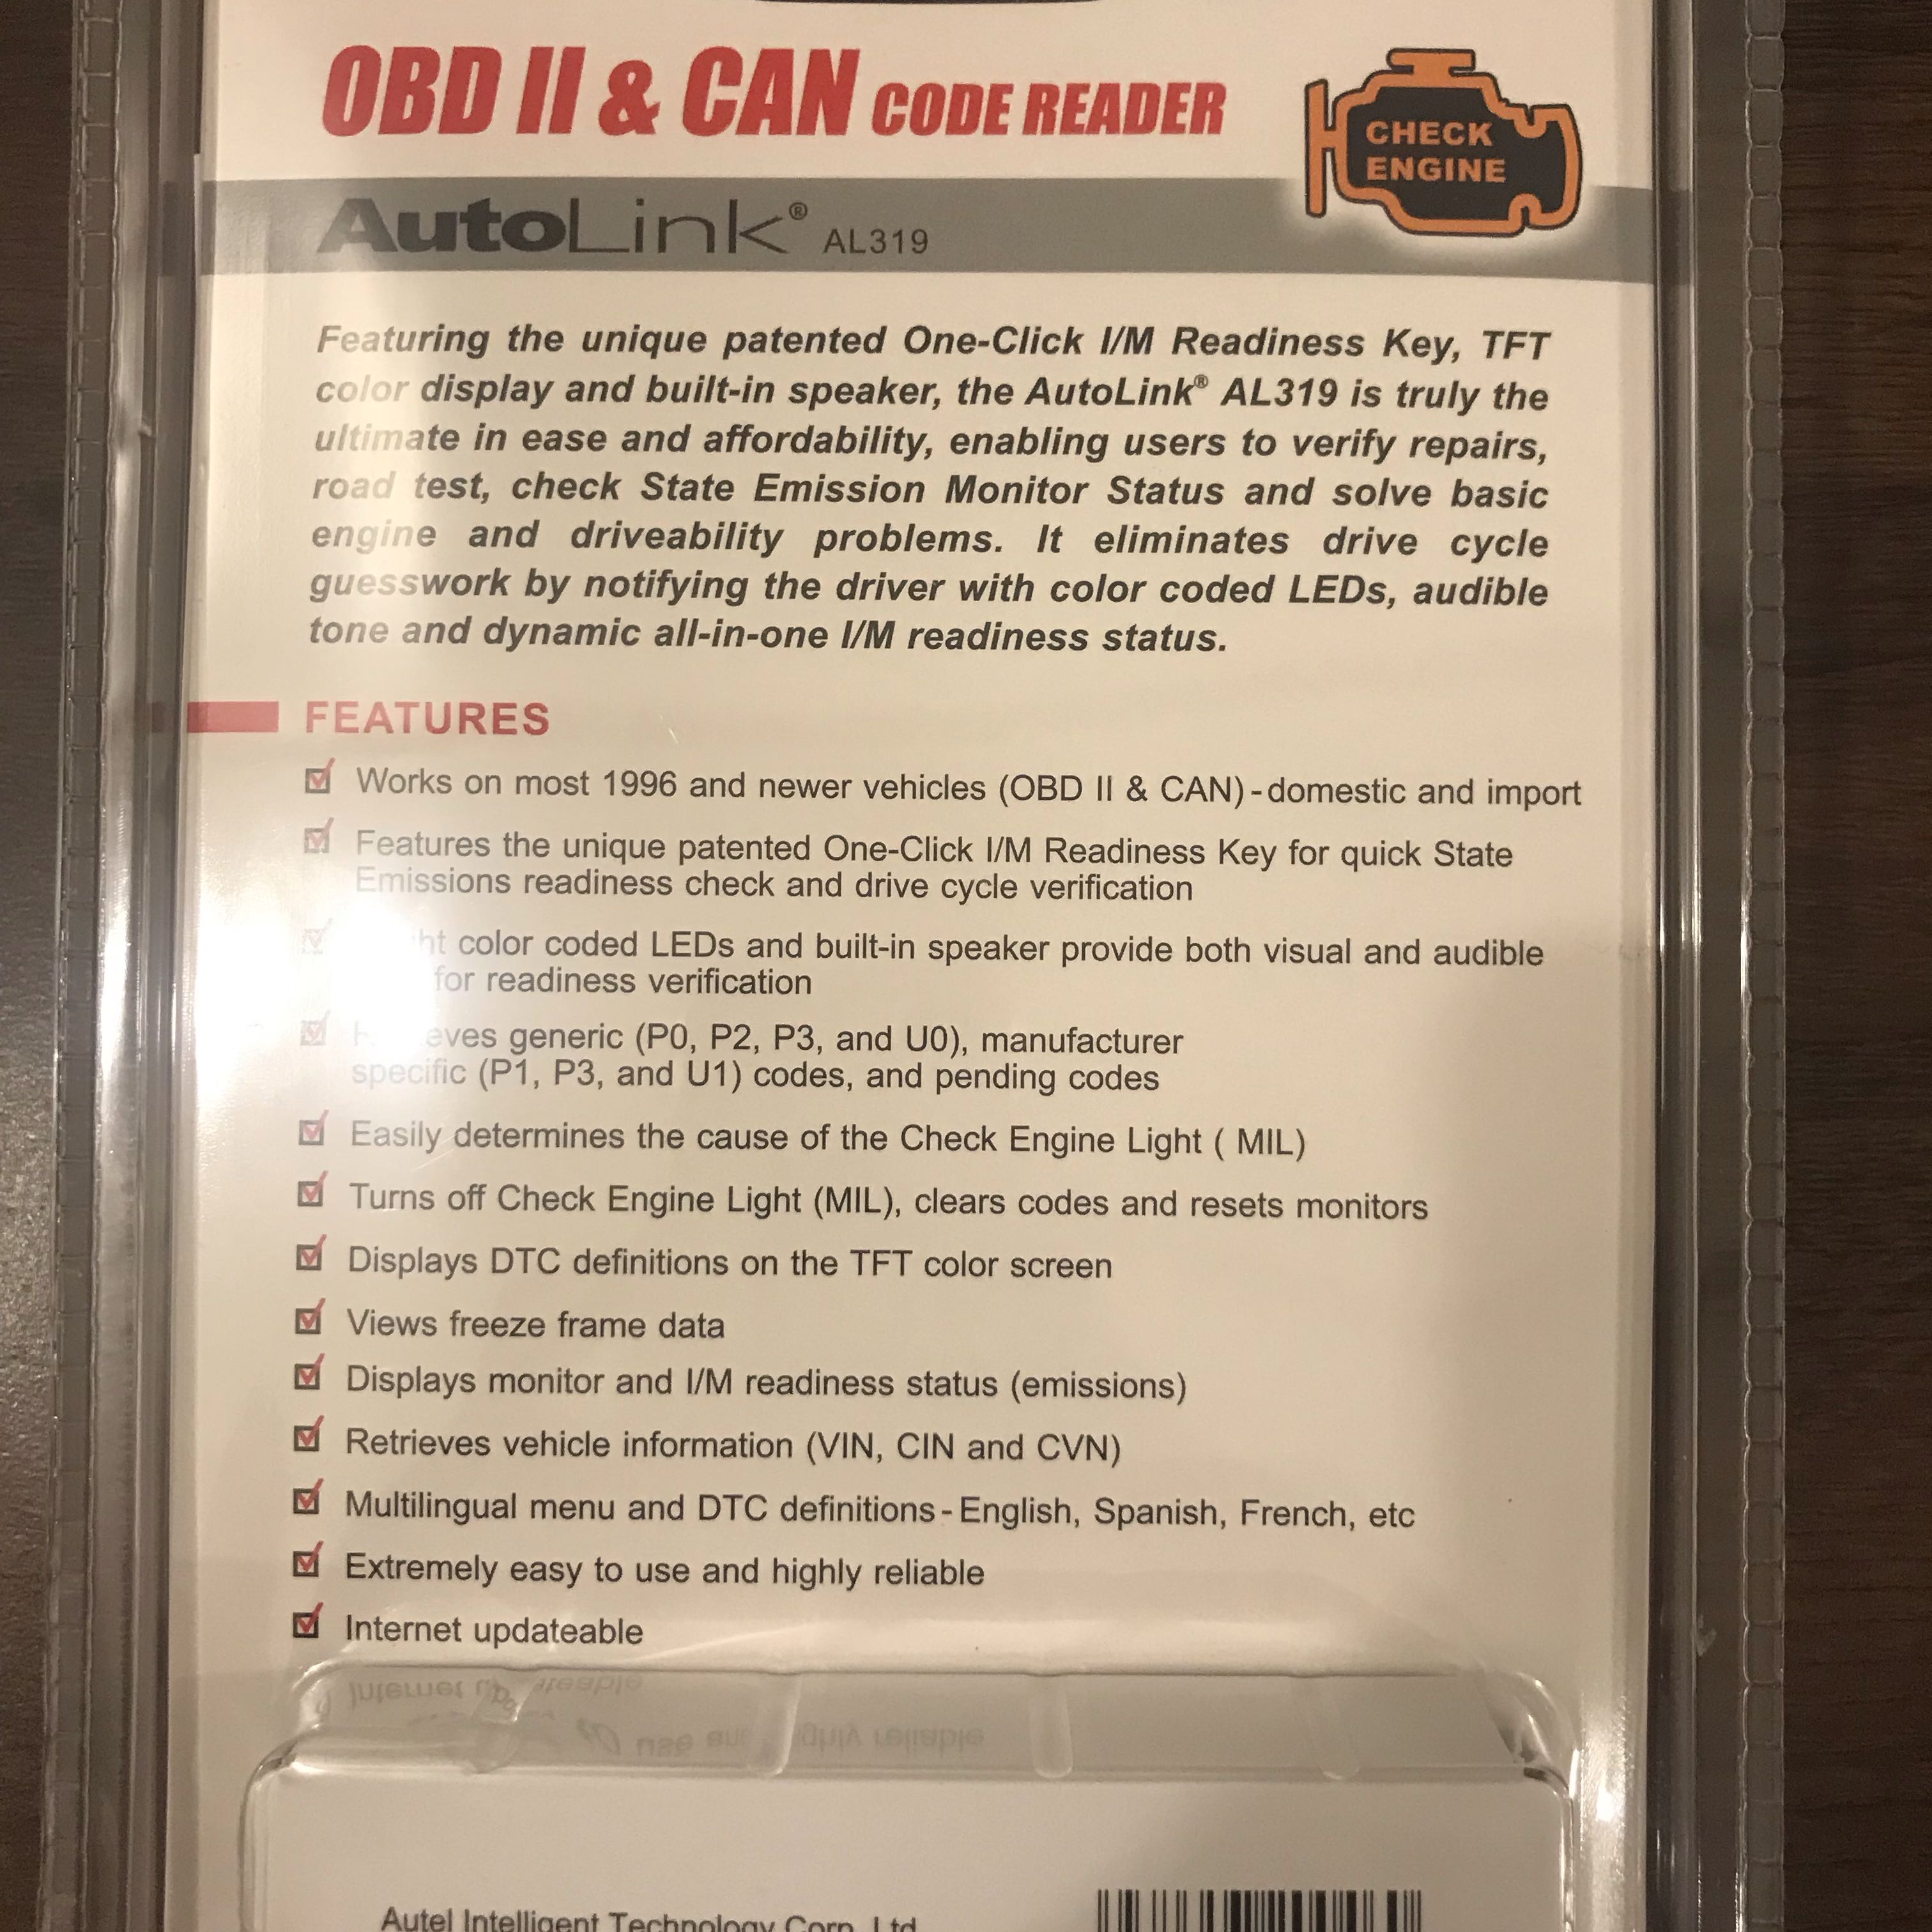 OBD II & CAN CODE READER
CHECK
ENGINE
AutoLink® AL319
Featuring the unique patented One-Click I/M Readiness Key, TFT
color display and built-in speaker, the AutoLink® AL319 is truly the
ultimate in ease and affordability, enabling users to verify repairs,
road test, check State Emission Monitor Status and solve basic
engine and driveability problems. It eliminates drive cycle
guesswork by notifying the driver with color coded LEDs, audible
tone and dynamic all-in-one I/M readiness status.
FEATURES
Works on most 1996 and newer vehicles (OBD II & CAN)-domestic and import
Features the unique patented One-Click I/M Readiness Key for quick State
Emissions readiness check and drive cycle verification
color coded LEDs and built-in speaker provide both visual and audible
for readiness verification
generic (P0, P2, P3, and U0), manufacturer
specific (P1, P3, and U1) codes, and pending codes
Easily determines the cause of the Check Engine Light ( MIL)
Turns off Check Engine Light (MIL), clears codes and resets monitors
Displays DTC definitions on the TFT color screen
Views freeze frame data
Displays monitor and I/M readiness status (emissions)
Retrieves vehicle information (VIN, CIN and CVN)
Multilingual menu and DTC definitions-English, Spanish, French, etc
Extremely easy to use and highly reliable
Internet updateable
Autel Intelligent Technology Corp. Ltd